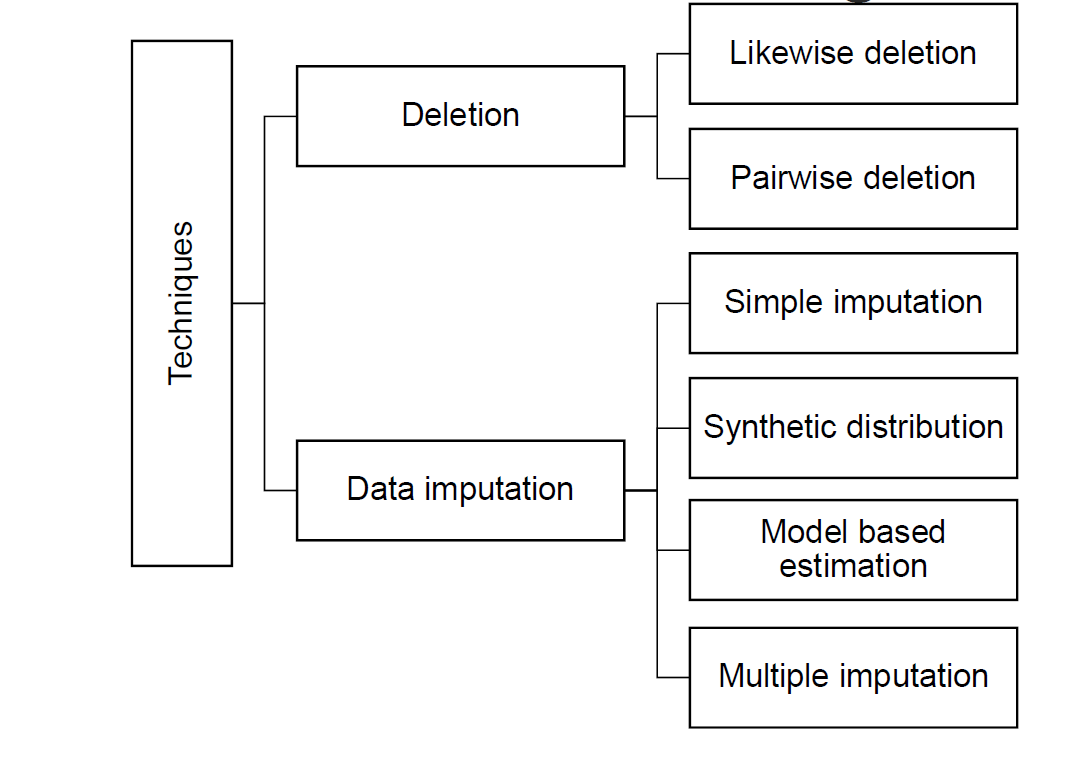 Techniques
Deletion
Likewise deletion
Pairwise deletion
Data imputation
Simple imputation
Synthetic distribution
Model based
estimation
Multiple imputation